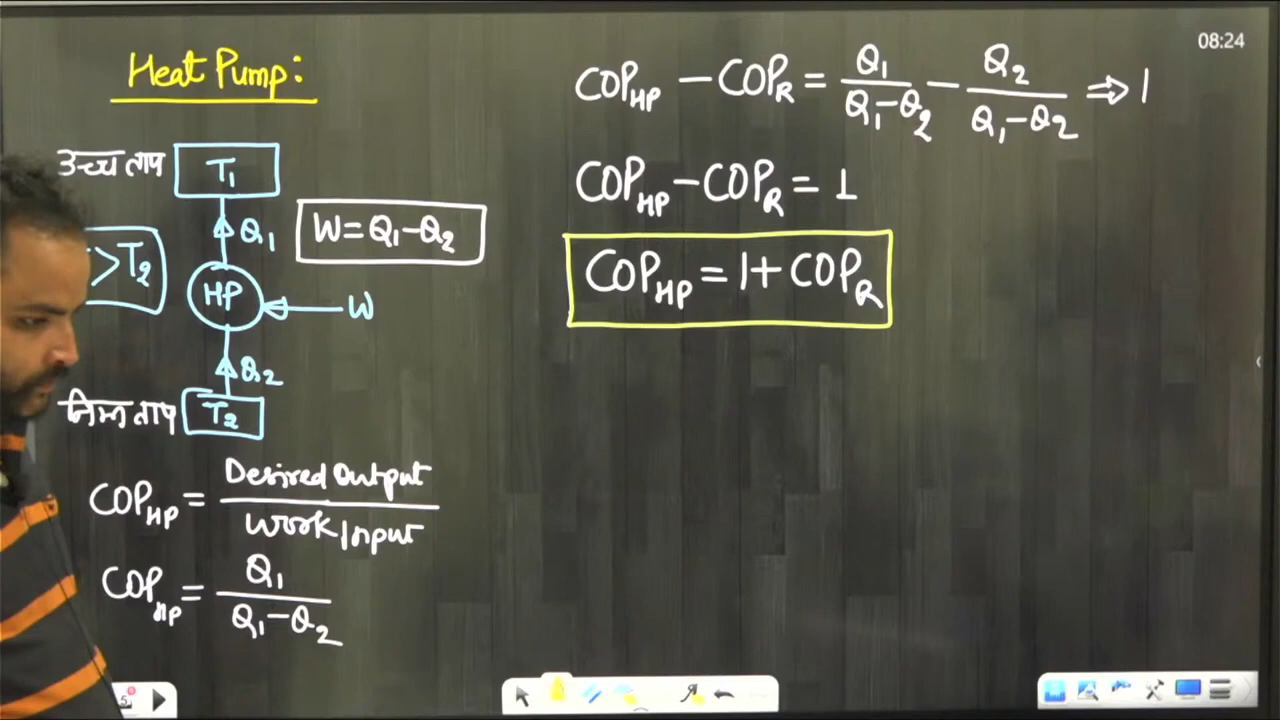 Heat Pump:
उच्च ताप
T₁
Q₁
W = Q₁-Q₂
>T₂
HP
W
Q₂
निम्न ताप
T₂
COP_HP = Desired Output / Work Input
COP_HP = Q₁ / Q₁-Q₂
08:24
COP_HP - COP_R = Q₁ / Q₁-Q₂ - Q₂ / Q₁-Q₂ ⇒ 1
COP_HP - COP_R = 1
COP_HP = 1 + COP_R